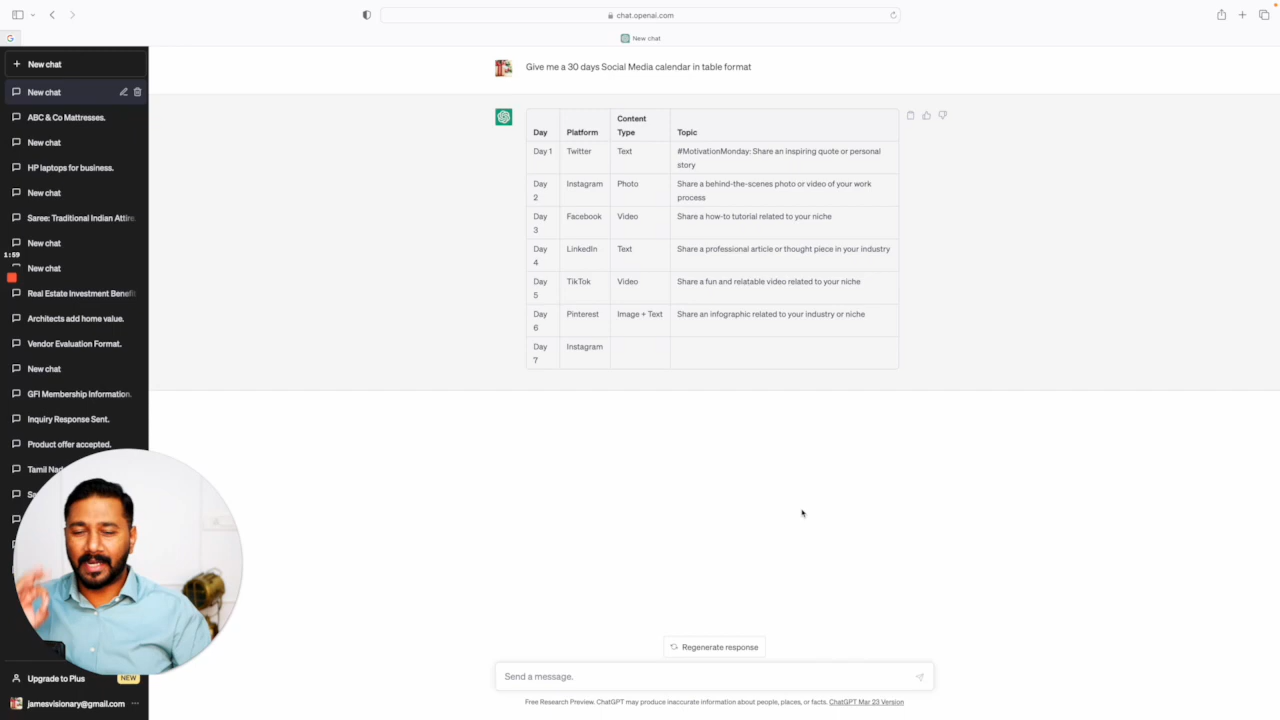 chat.openai.com
G
New chat
New chat
New chat
ABC & Co Mattresses.
New chat
HP laptops for business.
New chat
Saree: Traditional Indian Attire
New chat
1:59
New chat
Real Estate Investment Benefit
Architects add home value.
Vendor Evaluation Format.
New chat
GFI Membership Information.
Inquiry Response Sent.
Product offer accepted.
Tamil Nad
Sa
Upgrade to Plus
NEW
jamesvisionary@gmail.com
Give me a 30 days Social Media calendar in table format
Day Platform Content Type Topic
Day 1 Twitter Text #MotivationMonday: Share an inspiring quote or personal
story
Day 2 Instagram Photo Share a behind-the-scenes photo or video of your work
process
Day 3 Facebook Video Share a how-to tutorial related to your niche
Day 4 LinkedIn Text Share a professional article or thought piece in your industry
Day 5 TikTok Video Share a fun and relatable video related to your niche
Day 6 Pinterest Image + Text Share an infographic related to your industry or niche
Day 7 Instagram
Regenerate response
Send a message.
Free Research Preview. ChatGPT may produce inaccurate information about people, places, or facts. ChatGPT Mar 23 Version